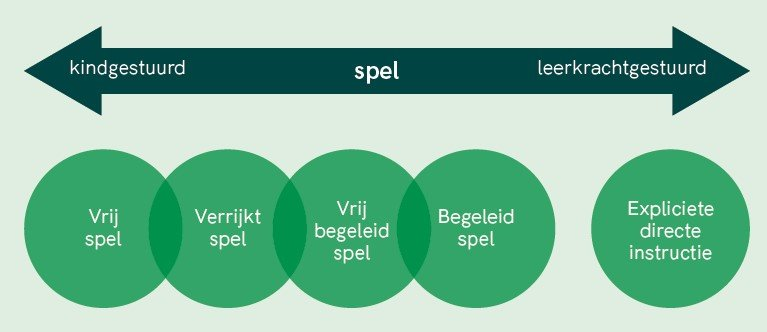 kindgestuurd spel leerkrachtgestuurd
Vrij
spel
Verrijkt
spel
Vrij
begeleid
spel
Begeleid
spel
Expliciete
directe
instructie